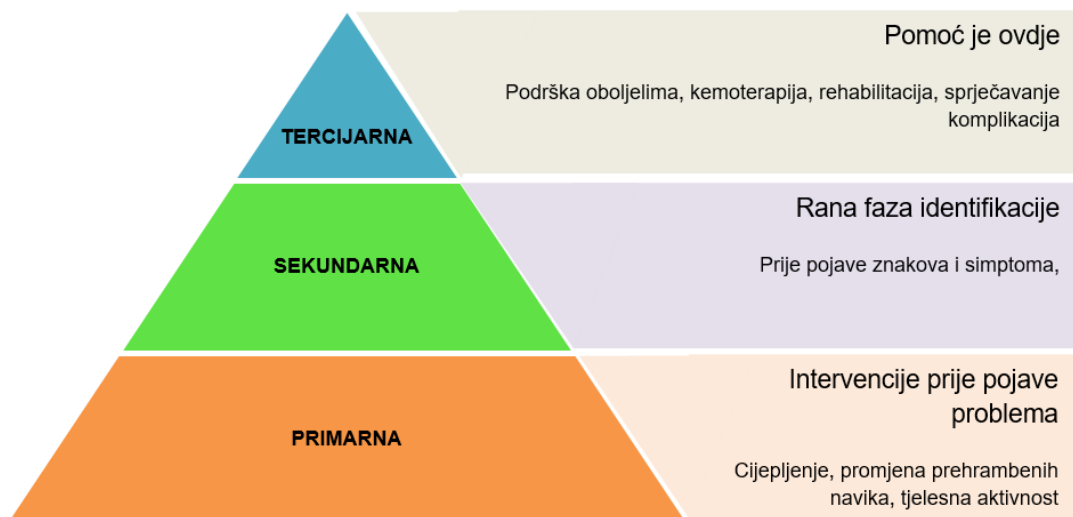 Pomoć je ovdje
Podrška oboljelima, kemoterapija, rehabilitacija, sprječavanje
komplikacija
TERCIJARNA
Rana faza identifikacije
Prije pojave znakova i simptoma,
SEKUNDARNA
Intervencije prije pojave
problema
Cijepljenje, promjena prehrambenih
navika, tjelesna aktivnost
PRIMARNA